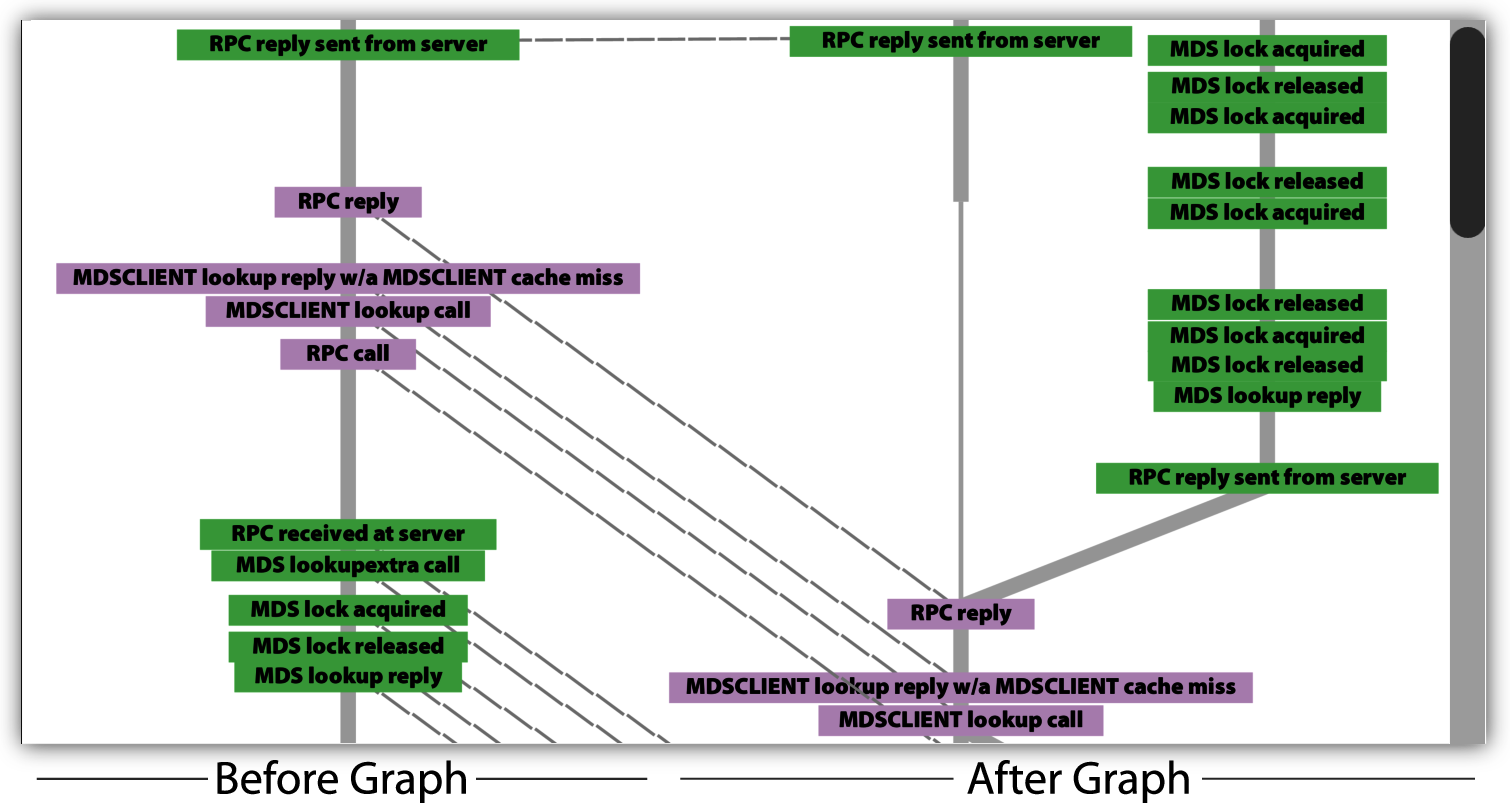 RPC reply sent from server
RPC reply
MDSCLIENT lookup reply w/a MDSCLIENT cache miss
MDSCLIENT lookup call
RPC call
RPC received at server
MDS lookupextra call
MDS lock acquired
MDS lock released
MDS lookup reply
RPC reply sent from server
RPC reply
MDSCLIENT lookup reply w/a MDSCLIENT cache miss
MDSCLIENT lookup call
MDS lock acquired
MDS lock released
MDS lock acquired
MDS lock released
MDS lock acquired
MDS lock released
MDS lock acquired
MDS lock released
MDS lookup reply
RPC reply sent from server
Before Graph
After Graph